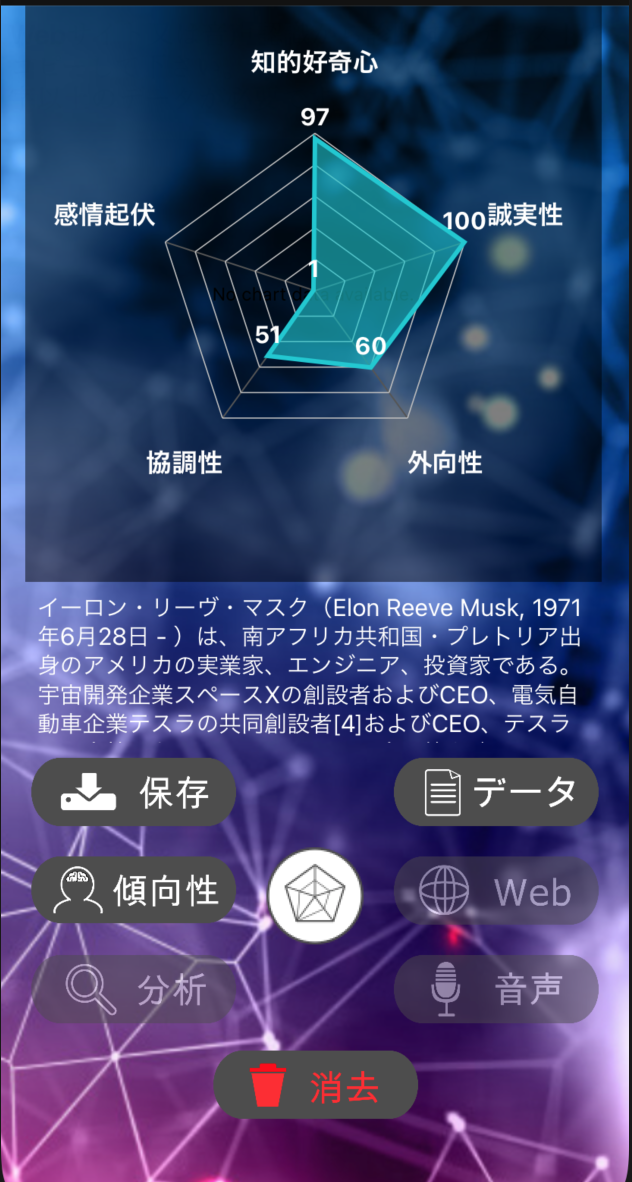 知的好奇心
97
感情起伏
100 誠実性
1
No chart data available.
51
60
協調性
外向性
イーロン・リーヴ・マスク（Elon Reeve Musk, 1971
年6月28日 - ）は、南アフリカ共和国・プレトリア出
身のアメリカの実業家、エンジニア、投資家である。
宇宙開発企業スペースXの創設者およびCEO、電気自
動車企業テスラの共同創設者[4]およびCEO、テスラ
保存
データ
傾向性
Web
分析
音声
消去